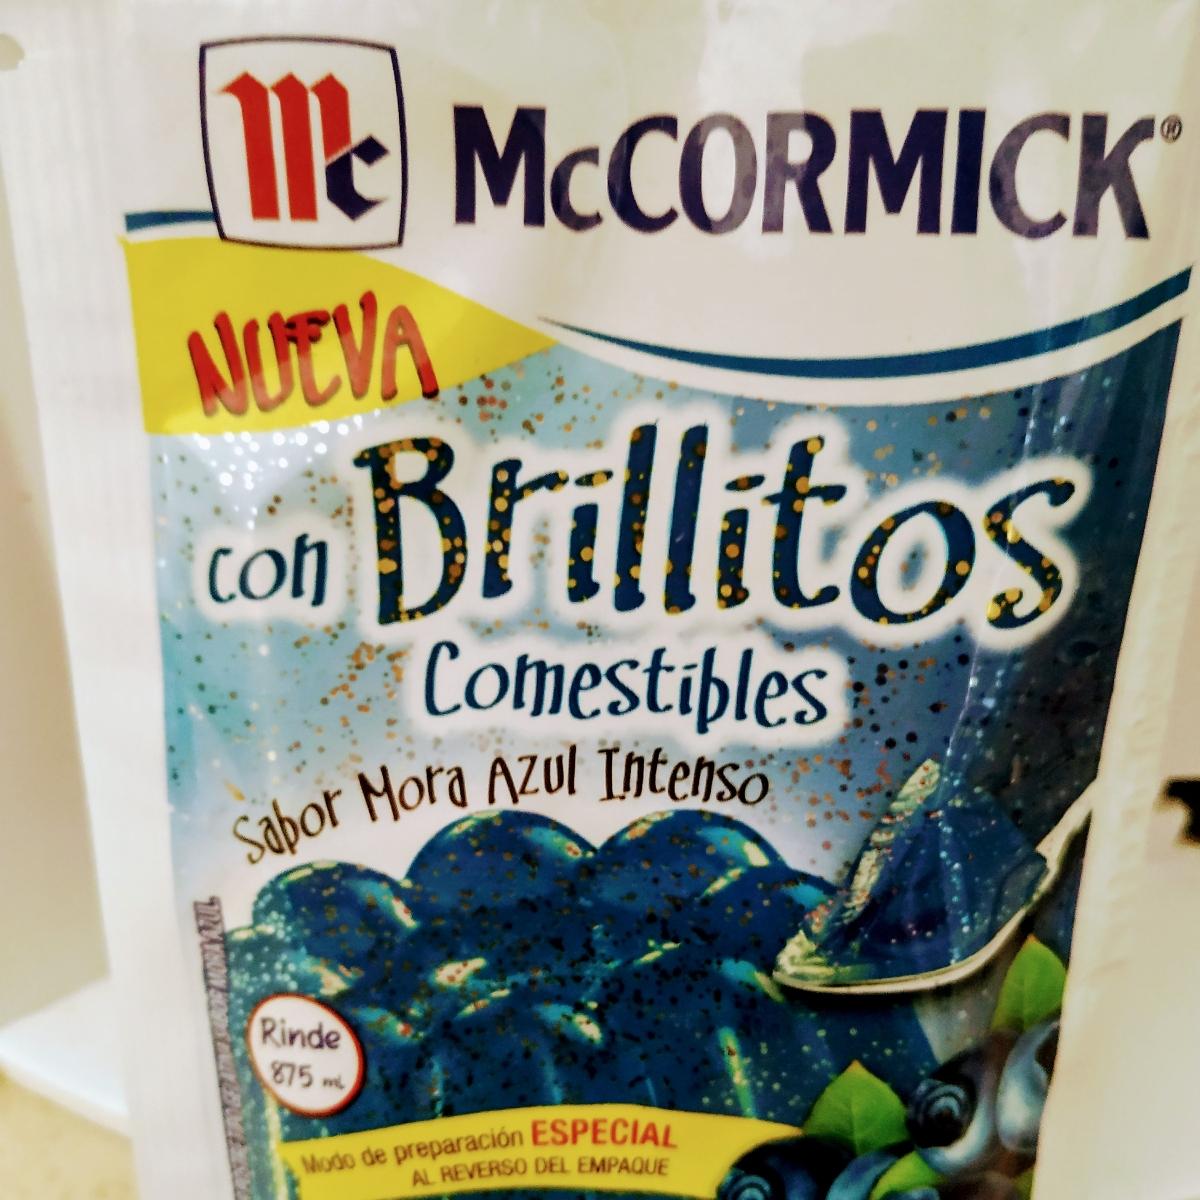 Mc
McCORMICK®
NUEVA
con Brillitos
Comestibles
Sabor Mora Azul Intenso
Rinde
875 mL
Modo de preparación ESPECIAL
AL REVERSO DEL EMPAQUE